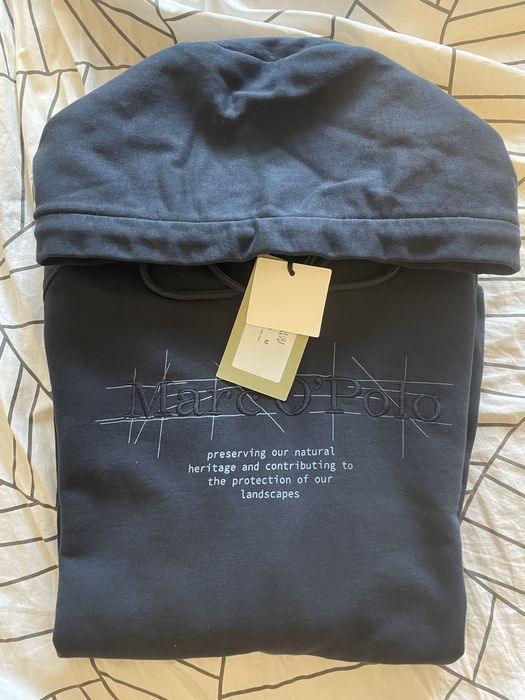 Marc O'Polo
preserving our natural
heritage and contributing to
the protection of our
landscapes